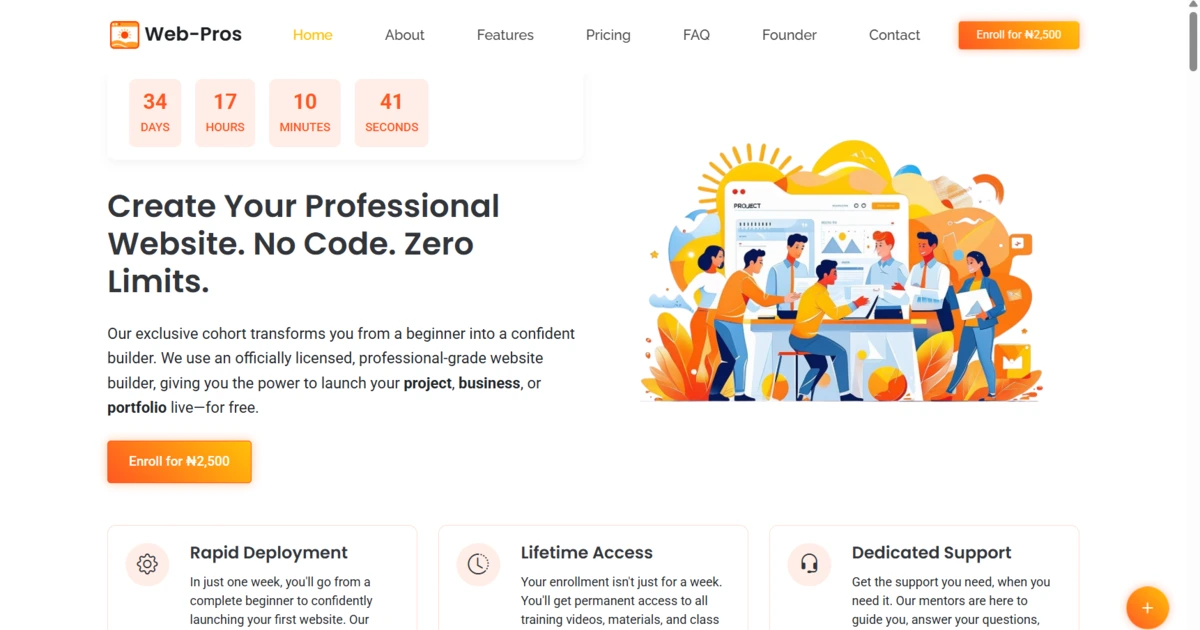 Web-Pros
Home
About
Features
Pricing
FAQ
Founder
Contact
Enroll for ₦2,500
34
DAYS
17
HOURS
10
MINUTES
41
SECONDS
Create Your Professional
Website. No Code. Zero
Limits.
Our exclusive cohort transforms you from a beginner into a confident
builder. We use an officially licensed, professional-grade website
builder, giving you the power to launch your project, business, or
portfolio live—for free.
Enroll for ₦2,500
PROJECT
Rapid Deployment
In just one week, you'll go from a
complete beginner to confidently
launching your first website. Our
Lifetime Access
Your enrollment isn't just for a week.
You'll get permanent access to all
training videos, materials, and class
Dedicated Support
Get the support you need, when you
need it. Our mentors are here to
guide you, answer your questions,
+